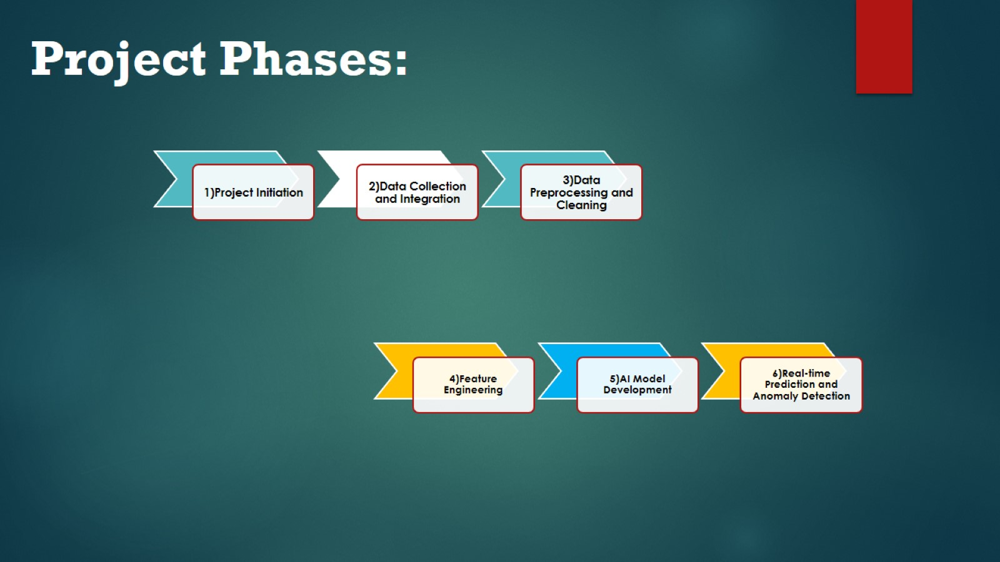 Project Phases:
1)Project Initiation
2)Data Collection
and Integration
3)Data
Preprocessing and
Cleaning
4)Feature
Engineering
5)AI Model
Development
6)Real-time
Prediction and
Anomaly Detection